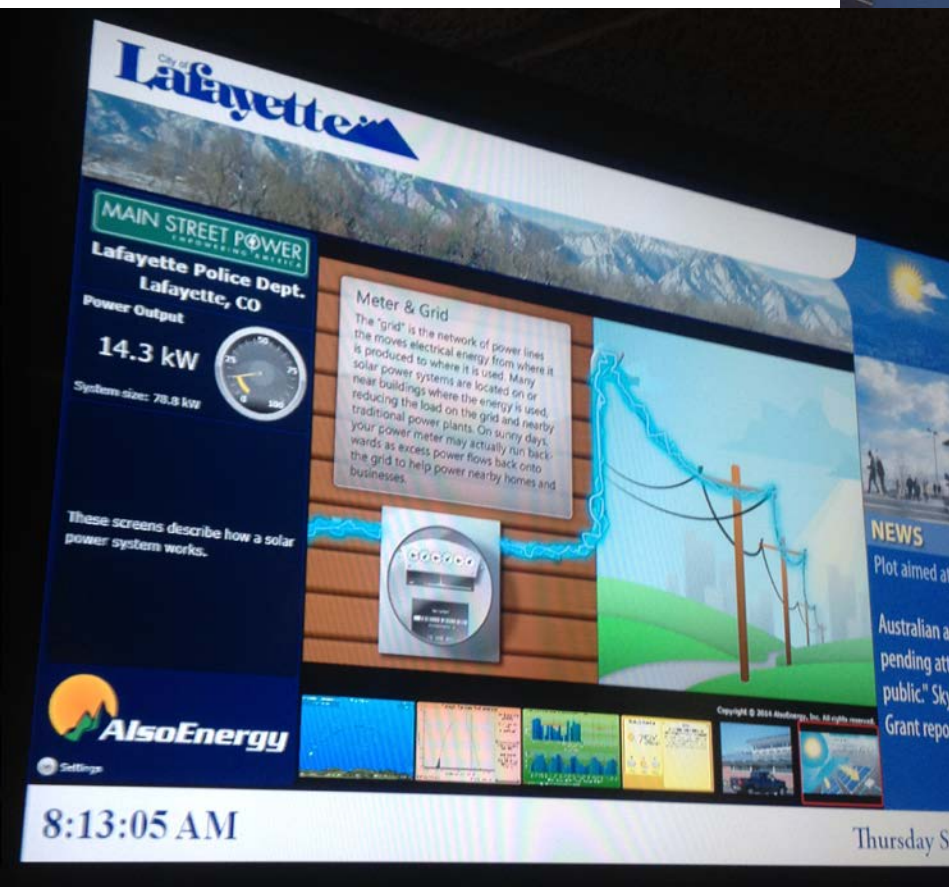 City of
Lafayette
MAIN STREET POWER
EMPOWERING AMERICA
Lafayette Police Dept.
Lafayette, CO
Power Output
14.3 kW
50
25
75
0
100
System size: 78.8 kW
These screens describe how a solar
power system works.
AlsoEnergy
Settings
Meter & Grid
The "grid" is the network of power lines
the moves electrical energy from where it
is produced to where it is used. Many
solar power systems are located on or
near buildings where the energy is used,
reducing the load on the grid and nearby
traditional power plants. On sunny days,
your power meter may actually run back-
wards as excess power flows back onto
the grid to help power nearby homes and
businesses.
Copyright © 2014 AlsoEnergy, Inc. All rights reserved.
NEWS
Plot aimed at
Australian a
pending att
public." Sky
Grant repo
8:13:05 AM
Thursday S